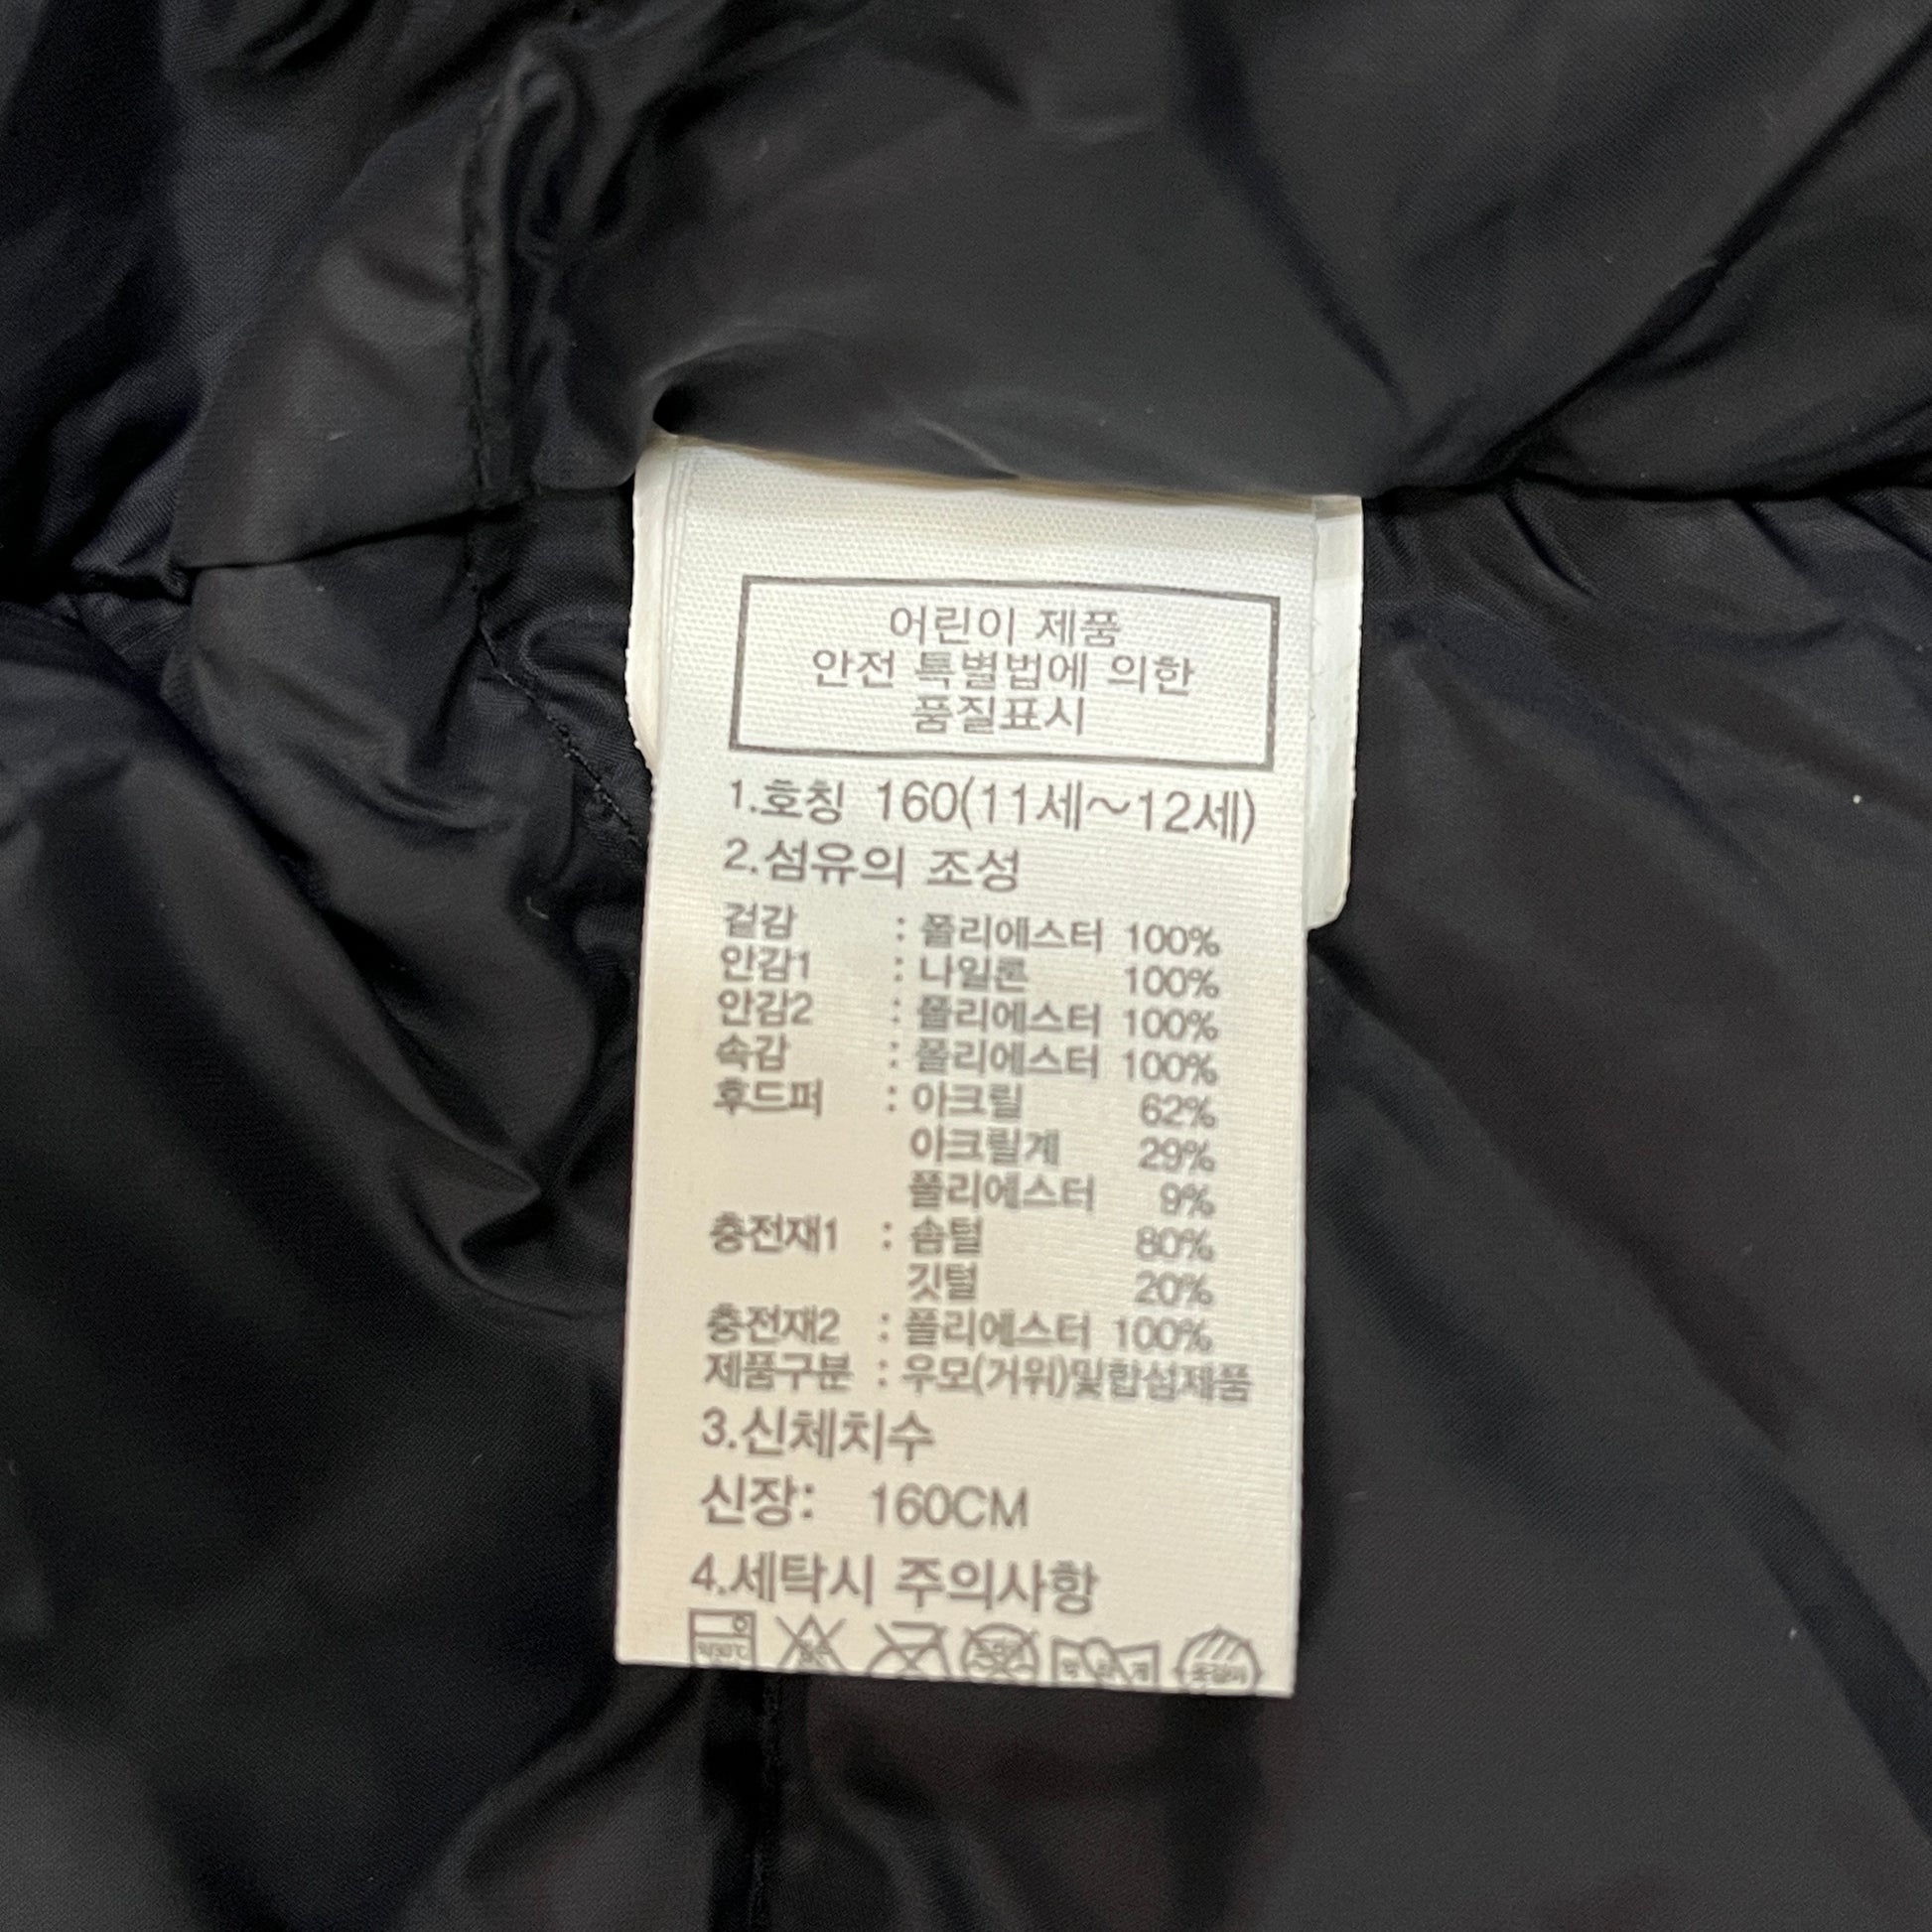 어린이 제품
안전 특별법에 의한
품질표시
1.호칭 160(11세~12세)
2.섬유의 조성
겉감 : 폴리에스터 100%
안감1 : 나일론 100%
안감2 : 폴리에스터 100%
속감 : 폴리에스터 100%
후드퍼 : 아크릴 62%
아크릴계 29%
폴리에스터 9%
충전재1 : 솜털 80%
깃털 20%
충전재2 : 폴리에스터 100%
제품구분 : 우모(거위)및합섬제품
3.신체치수
신장: 160CM
4.세탁시 주의사항